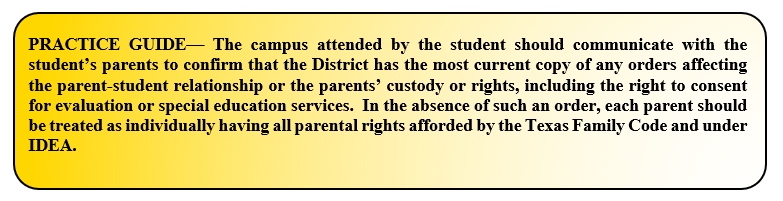 PRACTICE GUIDE— The campus attended by the student should communicate with the
student’s parents to confirm that the District has the most current copy of any orders affecting
the parent-student relationship or the parents’ custody or rights, including the right to consent
for evaluation or special education services.  In the absence of such an order, each parent should
be treated as individually having all parental rights afforded by the Texas Family Code and under
IDEA.